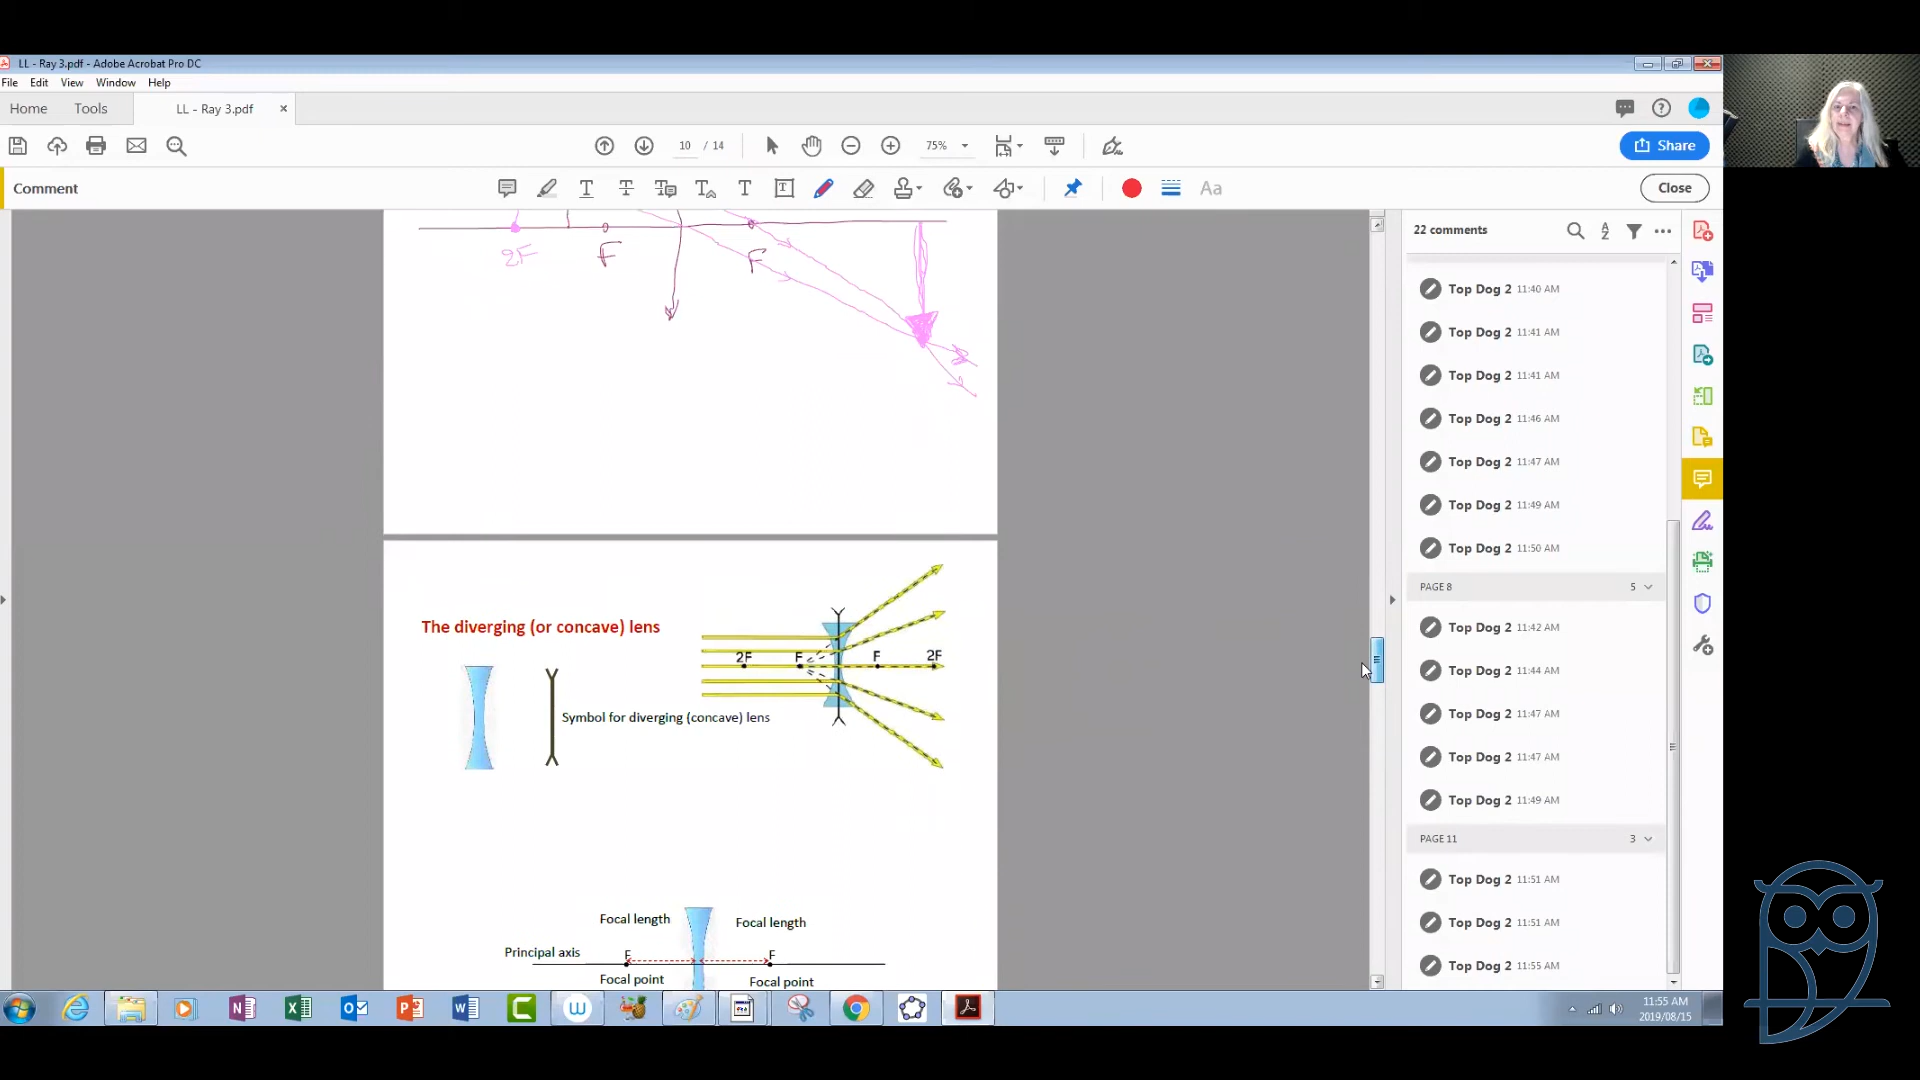 LL - Ray 3.pdf - Adobe Acrobat Pro DC
File Edit View Window Help
Home Tools LL - Ray 3.pdf ×
10 / 14 75% Share
Comment Aa Close
2F F F
The diverging (or concave) lens
2F F F 2F
Symbol for diverging (concave) lens
Focal length Focal length
Principal axis F F
Focal point Focal point
22 comments
Top Dog 2 11:40 AM
Top Dog 2 11:41 AM
Top Dog 2 11:41 AM
Top Dog 2 11:46 AM
Top Dog 2 11:47 AM
Top Dog 2 11:49 AM
Top Dog 2 11:50 AM
PAGE 8 5
Top Dog 2 11:42 AM
Top Dog 2 11:44 AM
Top Dog 2 11:47 AM
Top Dog 2 11:47 AM
Top Dog 2 11:49 AM
PAGE 11 3
Top Dog 2 11:51 AM
Top Dog 2 11:51 AM
Top Dog 2 11:55 AM
11:55 AM
2019/08/15